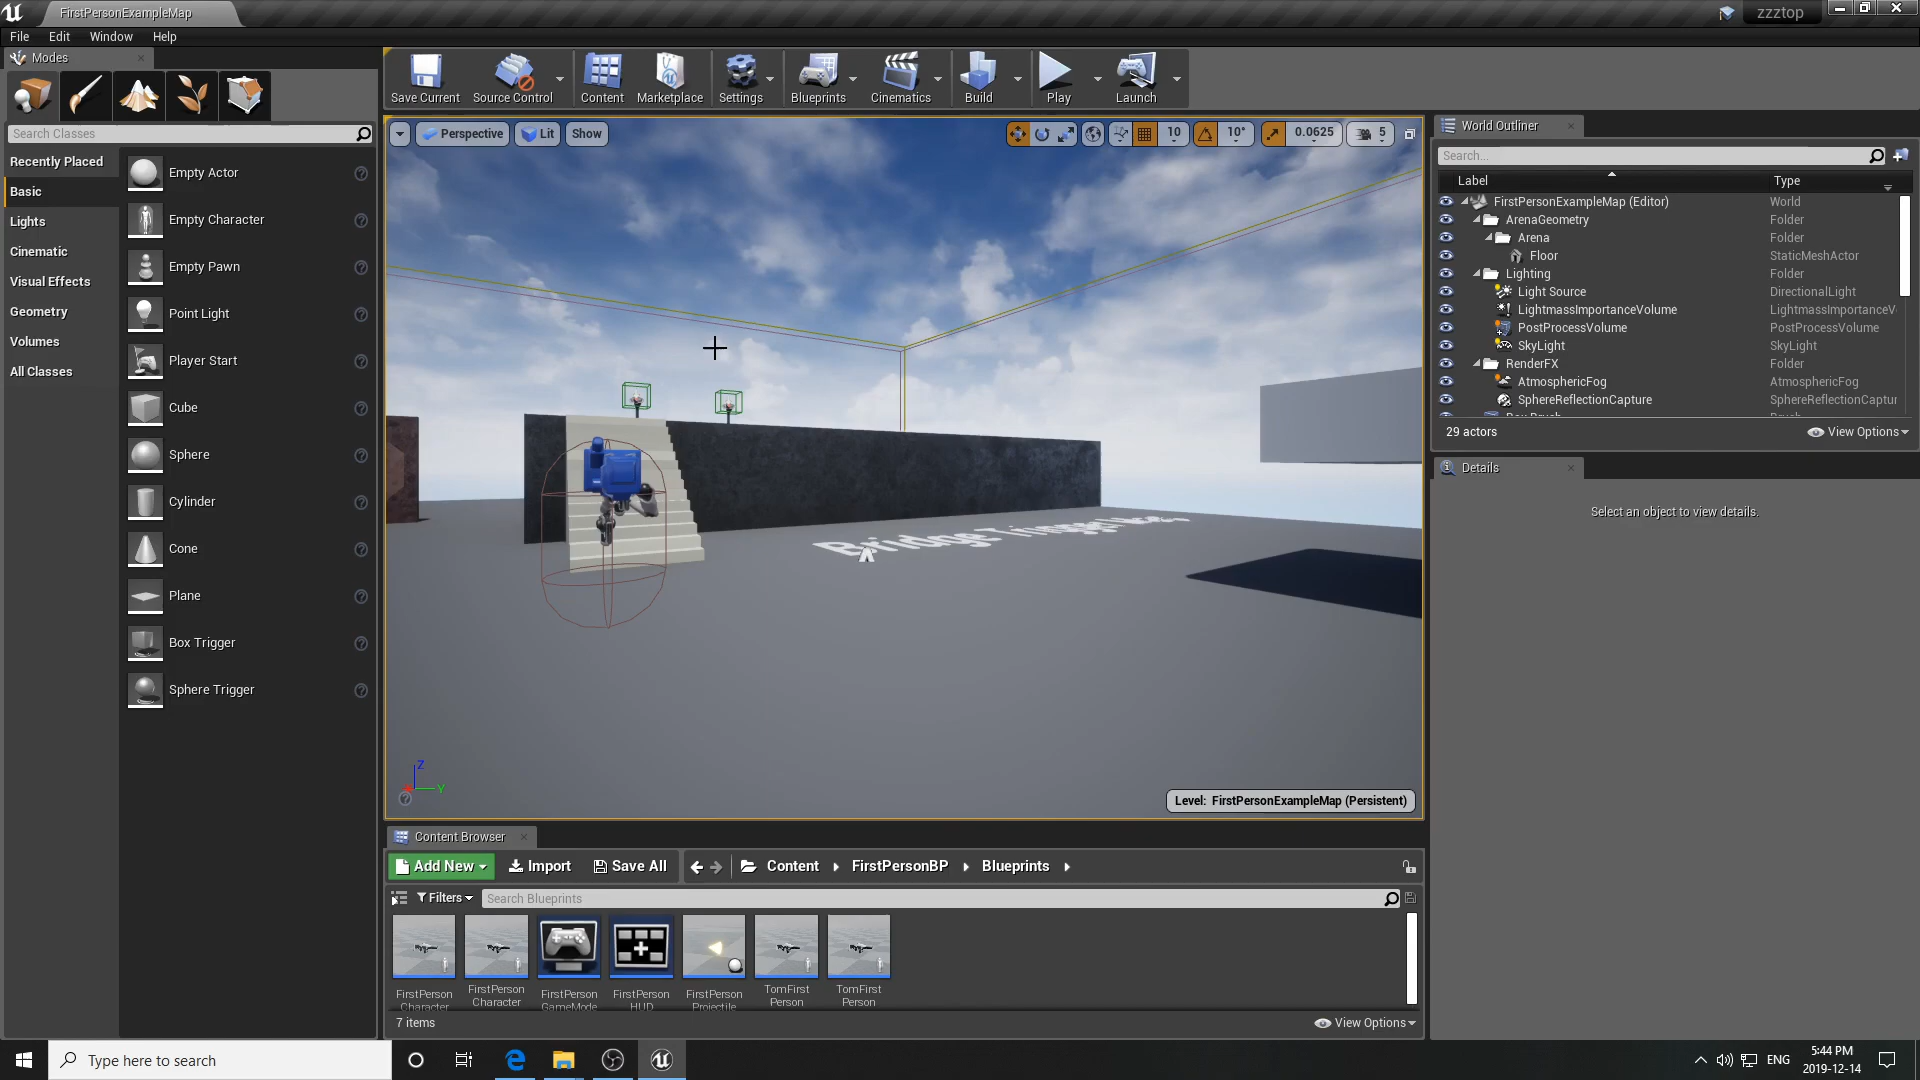 FirstPersonExampleMap
zzztop
File Edit Window Help
Modes
Save Current
Source Control
Content
Marketplace
Settings
Blueprints
Cinematics
Build
Play
Launch
Search Classes
Recently Placed
Basic
Lights
Cinematic
Visual Effects
Geometry
Volumes
All Classes
Empty Actor
Empty Character
Empty Pawn
Point Light
Player Start
Cube
Sphere
Cylinder
Cone
Plane
Box Trigger
Sphere Trigger
Perspective Lit Show
10 10° 0.0625 5
Bridge Trigger
Z
Y
Level: FirstPersonExampleMap (Persistent)
World Outliner
Search...
Label Type
FirstPersonExampleMap (Editor) World
ArenaGeometry Folder
Arena Folder
Floor StaticMeshActor
Lighting Folder
Light Source DirectionalLight
LightmassImportanceVolume LightmassImportanceV
PostProcessVolume PostProcessVolume
SkyLight SkyLight
RenderFX Folder
AtmosphericFog AtmosphericFog
SphereReflectionCapture SphereReflectionCaptur
29 actors View Options
Details
Select an object to view details.
Content Browser
Add New Import Save All Content FirstPersonBP Blueprints
Filters Search Blueprints
FirstPerson Character
FirstPerson Character
FirstPerson GameMode
FirstPerson HUD
FirstPerson Projectile
TomFirst Person
TomFirst Person
7 items View Options
Type here to search
ENG
5:44 PM
2019-12-14